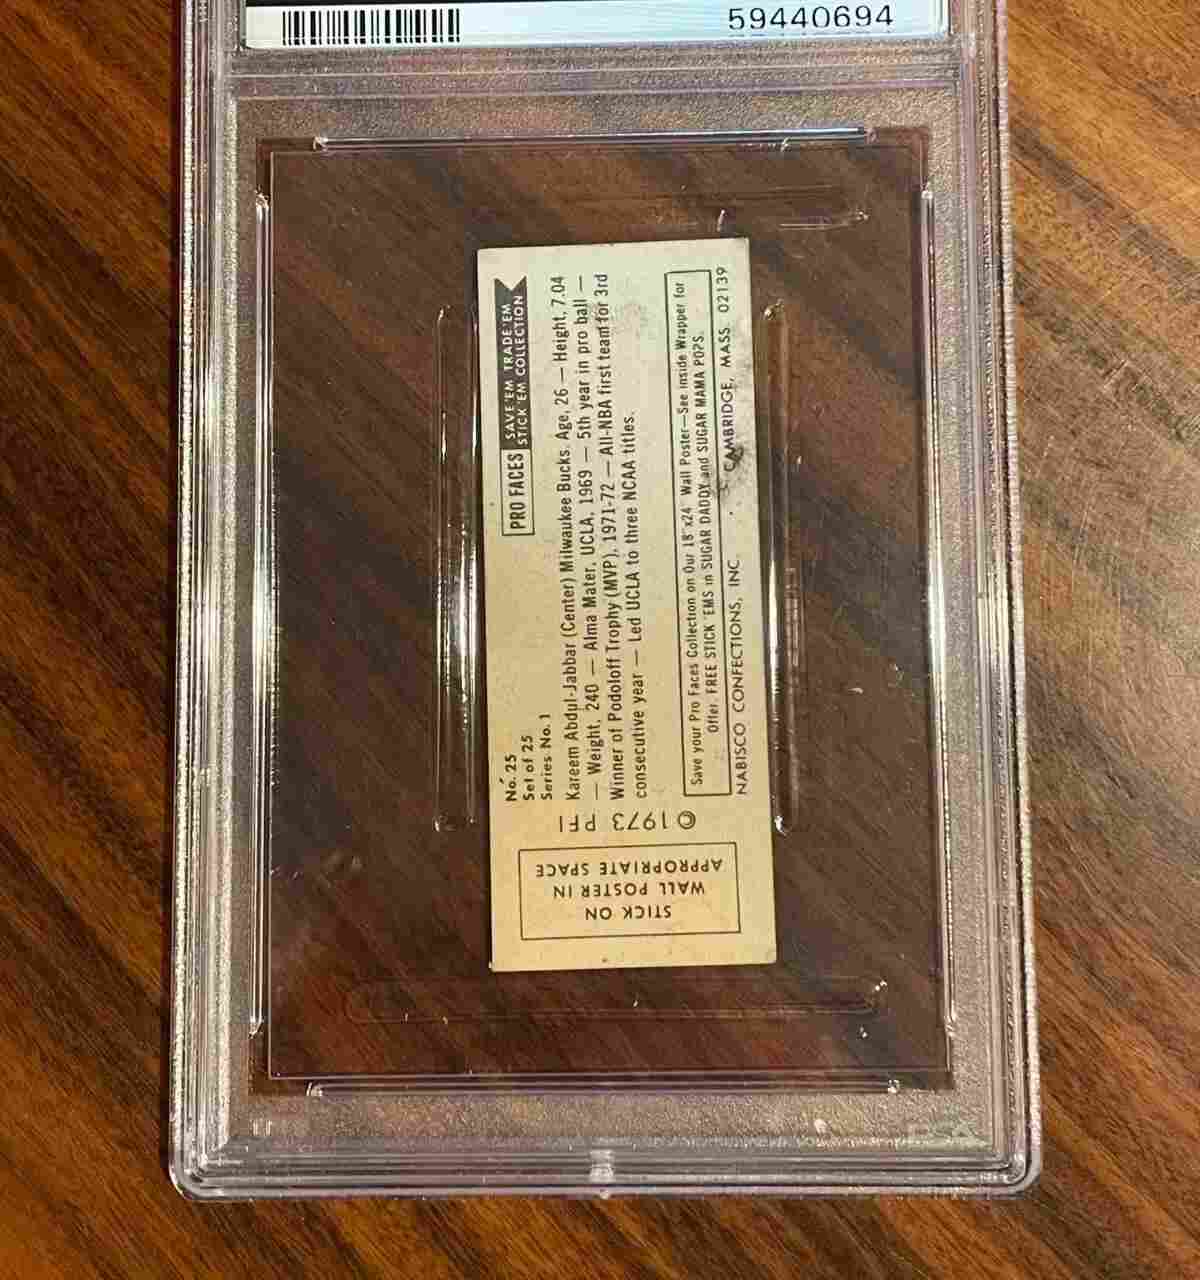 59440694
PRO FACES
SAVE 'EM TRADE 'EM
STICK 'EM COLLECTION
No. 25
Set of 25
Series No. 1
Kareem Abdul-Jabbar (Center) Milwaukee Bucks. Age, 26 — Height, 7.04
— Weight, 240 — Alma Mater, UCLA, 1969 — 5th year in pro ball —
Winner of Podoloff Trophy (MVP), 1971-72 — All-NBA first team for 3rd
consecutive year — Led UCLA to three NCAA titles.
Save your Pro Faces Collection on Our 18"x24" Wall Poster—See Inside Wrapper for
Offer. FREE STICK 'EMS in SUGAR DADDY and SUGAR MAMA POPS.
NABISCO CONFECTIONS, INC. CAMBRIDGE, MASS. 02139
©1973 PFI
STICK ON
WALL POSTER IN
APPROPRIATE SPACE